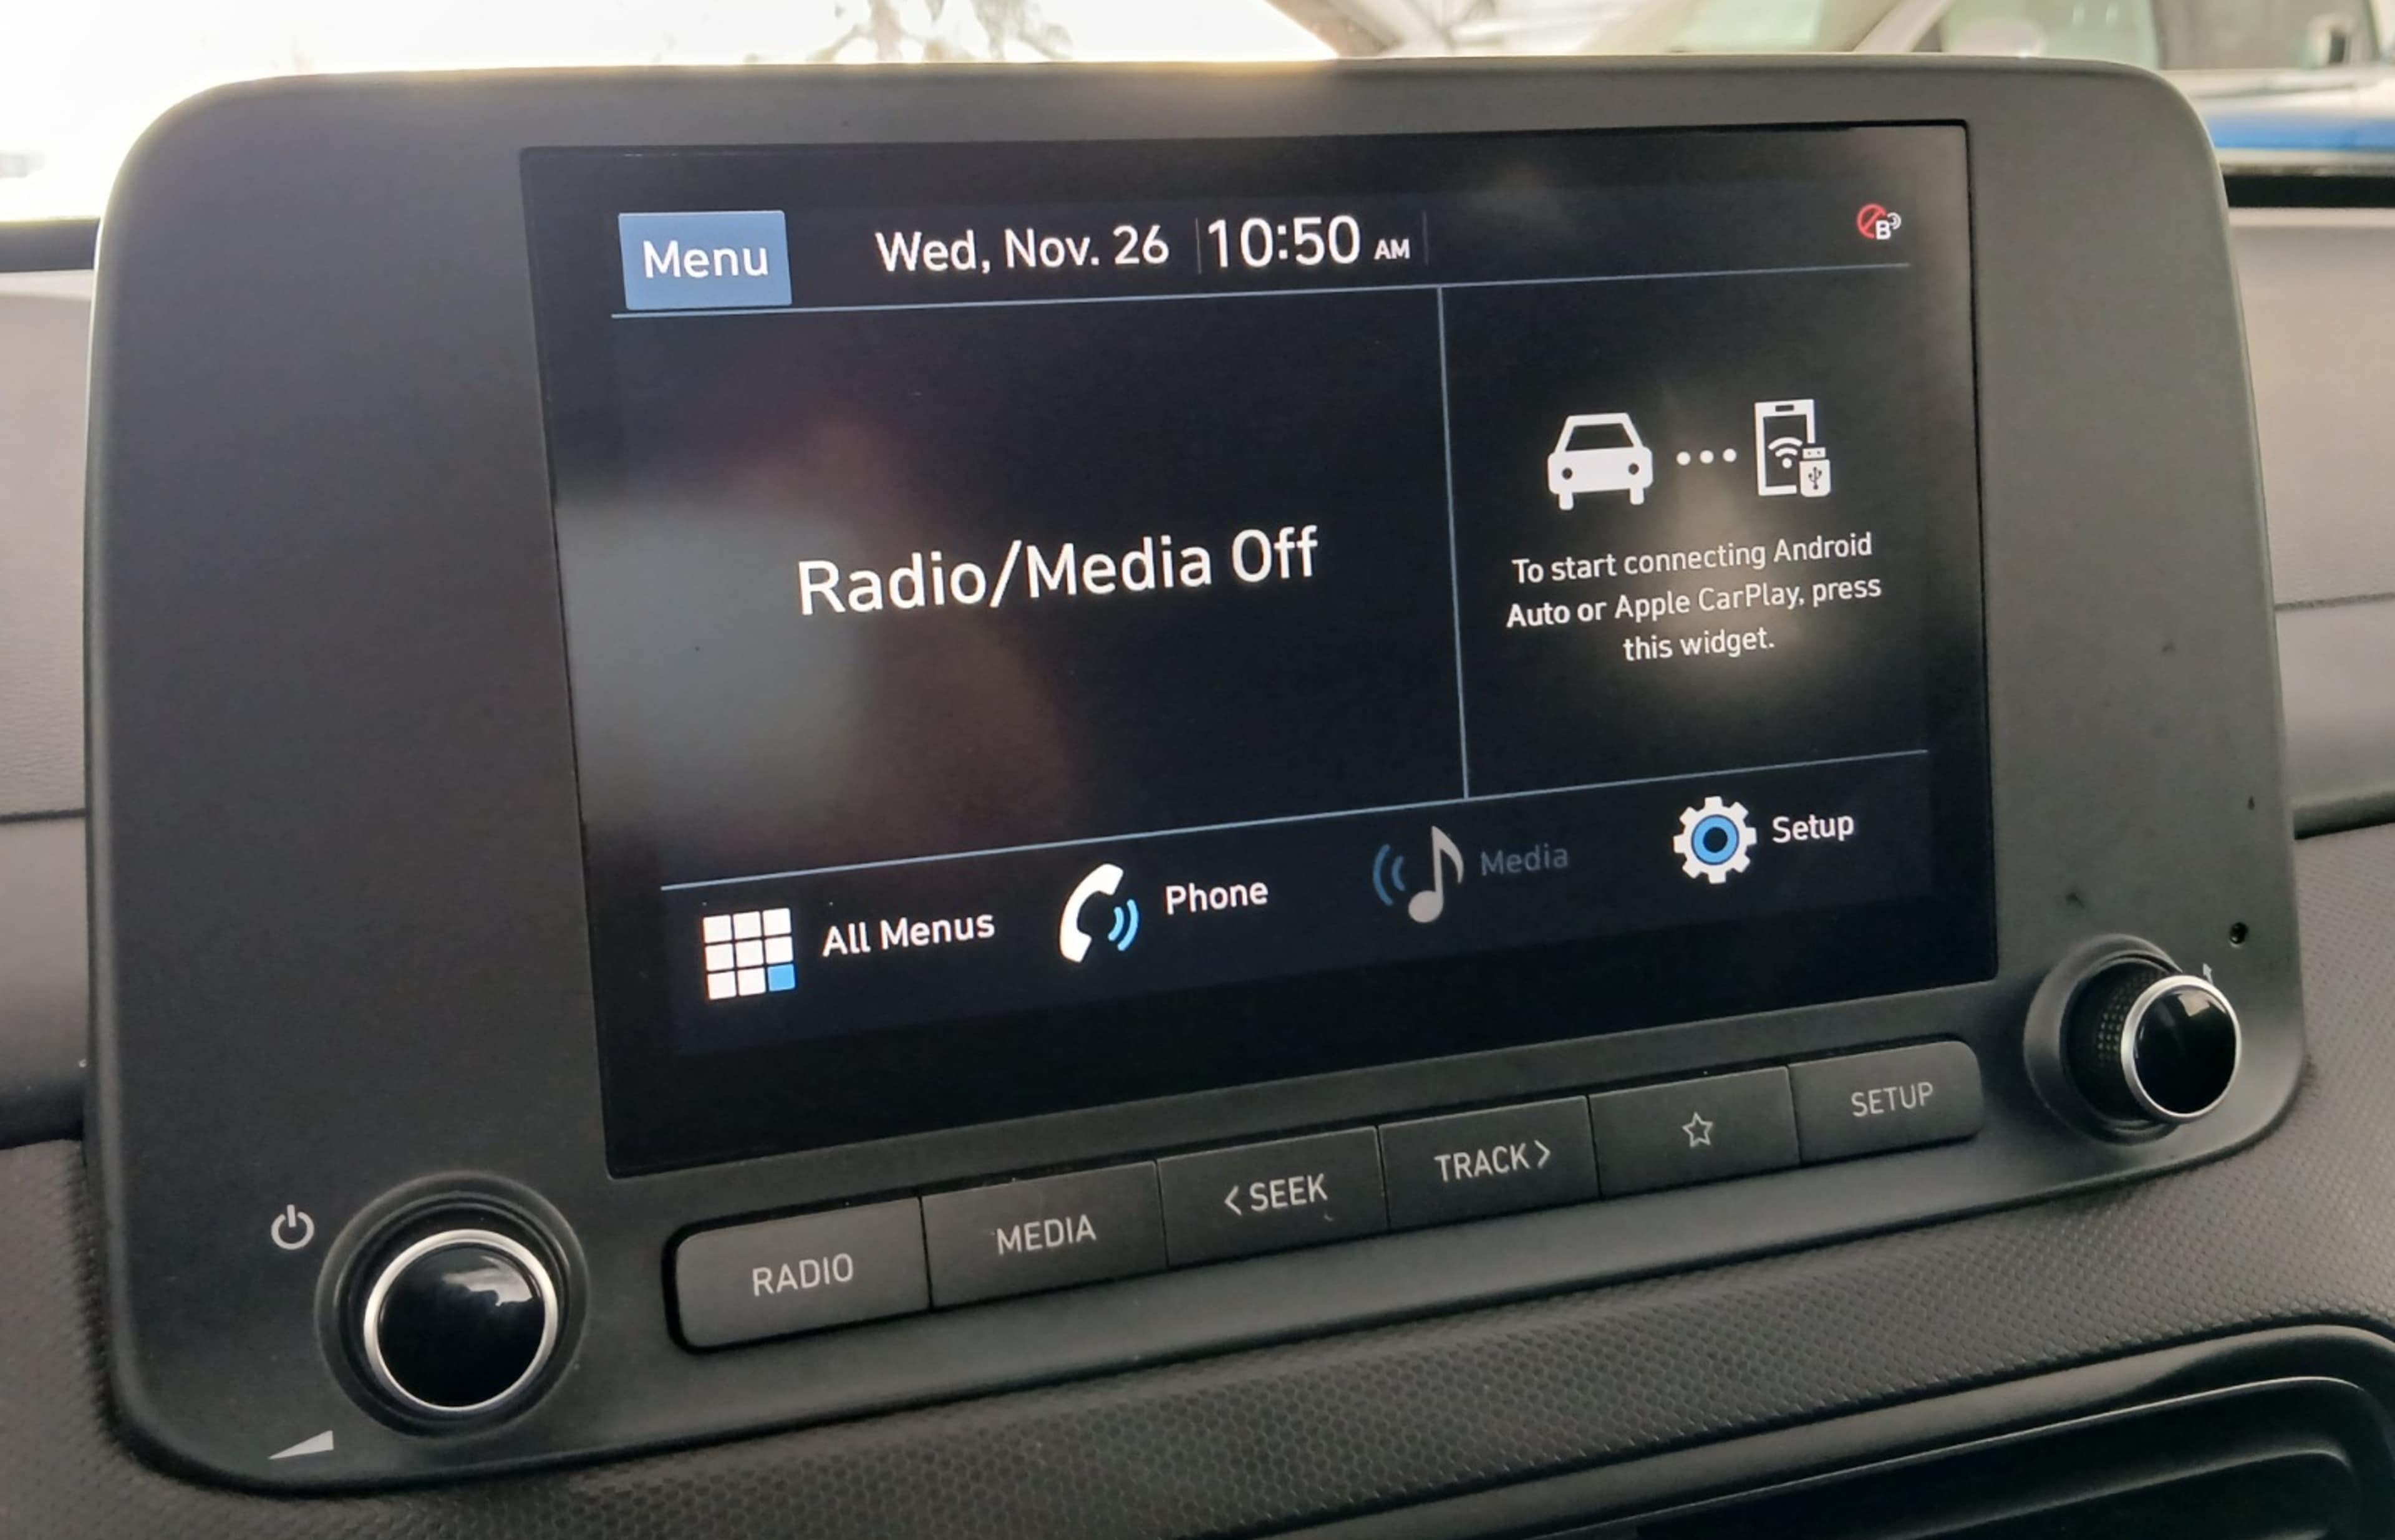 Menu
Wed, Nov. 26
10:50 AM
B
Radio/Media Off
To start connecting Android
Auto or Apple CarPlay, press
this widget.
All Menus
Phone
Media
Setup
RADIO
MEDIA
< SEEK
TRACK >
SETUP